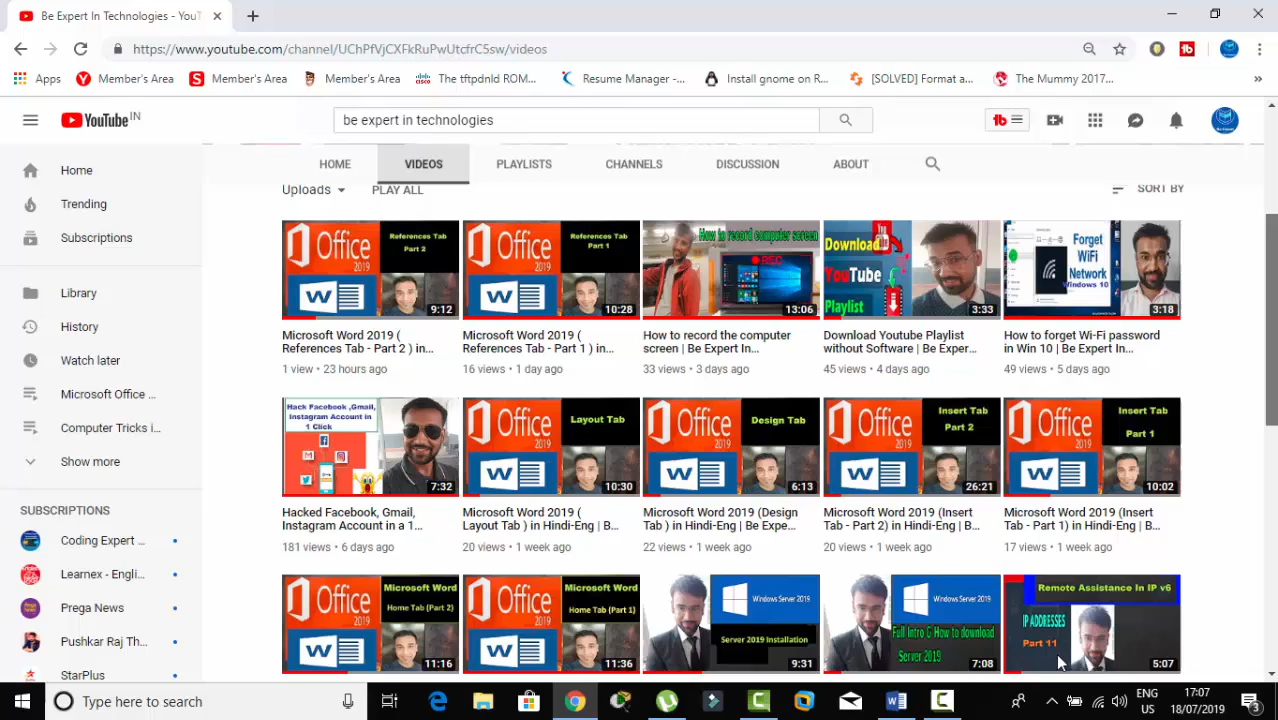 Be Expert in Technologies - YouT
https://www.youtube.com/channel/UChPfVjCXFkRuPwUtcfrC5sw/videos
Apps
Member's Area
Member's Area
Member's Area
The tftpdnld ROM...
Resume Manager -...
Install gnome on R...
[SOLVED] Format a...
The Mummy 2017...
YouTube IN
be expert in technologies
HOME
VIDEOS
PLAYLISTS
CHANNELS
DISCUSSION
ABOUT
Home
Trending
Subscriptions
Library
History
Watch later
Microsoft Office ...
Computer Tricks i...
Show more
SUBSCRIPTIONS
Coding Expert ...
Learnex - Engli...
Prega News
Pushkar Raj Th...
StarPlus
Uploads
PLAY ALL
SORT BY
Office
2019
References Tab
Part 2
9:12
Office
2019
References Tab
Part 1
10:28
How to record computer screen
REC
13:06
Download
YouTube
Playlist
3:33
Forget
WiFi
Network
Windows 10
3:18
Microsoft Word 2019 (
References Tab - Part 2 ) in...
1 view • 23 hours ago
Microsoft Word 2019 (
References Tab - Part 1 ) in...
16 views • 1 day ago
How to record the computer
screen | Be Expert In...
33 views • 3 days ago
Download Youtube Playlist
without Software | Be Exper...
45 views • 4 days ago
How to forget Wi-Fi password
in Win 10 | Be Expert In...
49 views • 5 days ago
Hack Facebook ,Gmail,
Instagram Account in
1 Click
7:32
Office
2019
Layout Tab
10:30
Office
2019
Design Tab
6:13
Office
2019
Insert Tab
Part 2
26:21
Office
2019
Insert Tab
Part 1
10:02
Hacked Facebook, Gmail,
Instagram Account in a 1...
181 views • 6 days ago
Microsoft Word 2019 (
Layout Tab ) in Hindi-Eng | B...
20 views • 1 week ago
Microsoft Word 2019 (Design
Tab ) in Hindi-Eng | Be Expe...
22 views • 1 week ago
Microsoft Word 2019 (Insert
Tab - Part 2) in Hindi-Eng | B...
20 views • 1 week ago
Microsoft Word 2019 (Insert
Tab - Part 1) in Hindi-Eng | B...
17 views • 1 week ago
Office
2019
Microsoft Word
Home Tab (Part 2)
11:16
Office
2019
Microsoft Word
Home Tab (Part 1)
11:36
Windows Server 2019
Server 2019 Installation
9:31
Windows Server 2019
Full Intro & How to download
Server 2019
7:08
Remote Assistance In IP v6
IP ADDRESSES
Part 11
5:07
Type here to search
ENG
US
17:07
18/07/2019
3